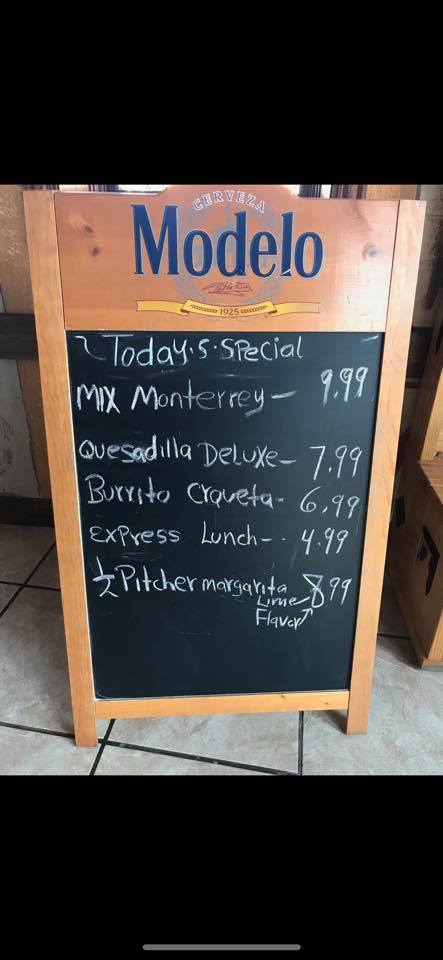 CERVEZA
Modelo
1925
Today.s.Special
MIX Monterrey- 9.99
Quesadilla Deluxe- 7.99
Burrito Craveta- 6.99
Express Lunch-- 4.99
1/2 Pitcher margarita 8.99
Lime
Flavor